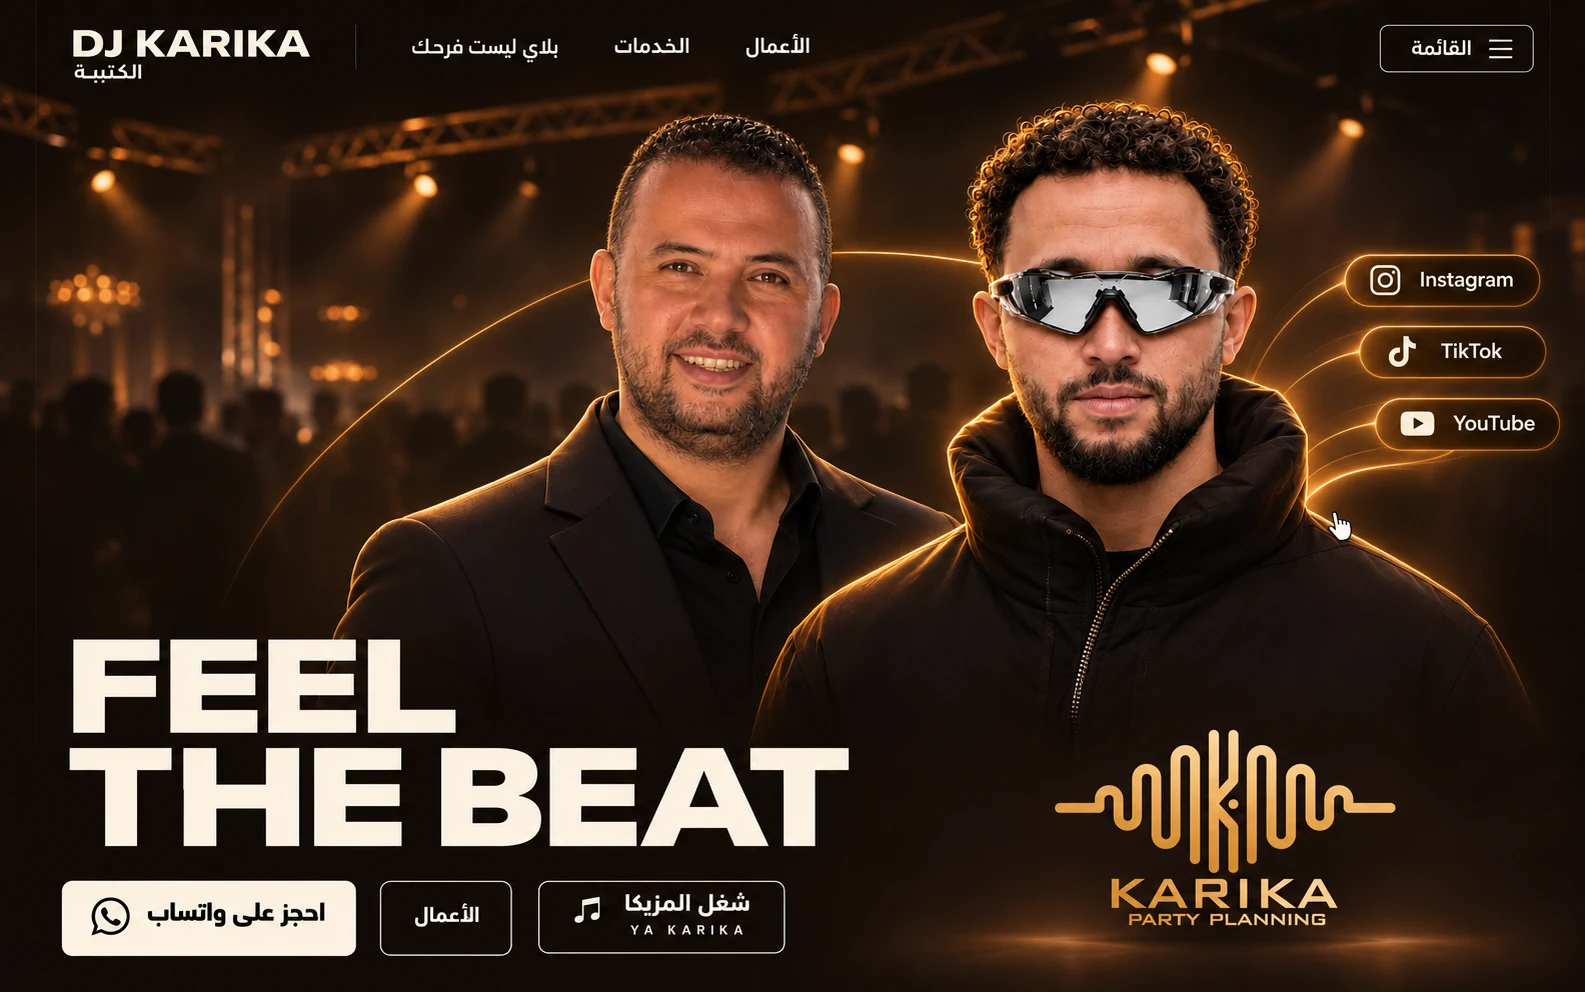 DJ KARIKA
الكتيبة
بلاي ليست فرحك
الخدمات
الأعمال
القائمة
Instagram
TikTok
YouTube
FEEL
THE BEAT
احجز على واتساب
الأعمال
شغل المزيكا
YA KARIKA
KARIKA
PARTY PLANNING